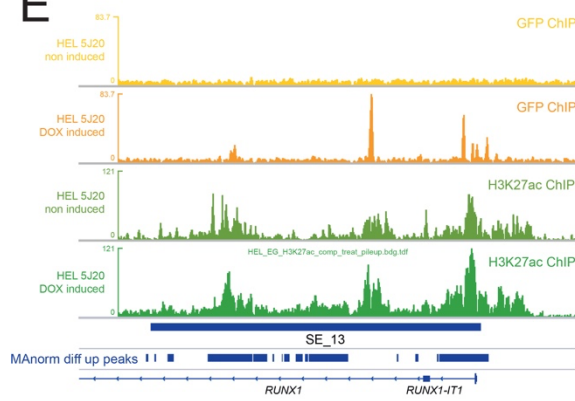 E
83.7
GFP ChIP
HEL 5J20
non induced
0
83.7
GFP ChIP
HEL 5J20
DOX induced
0
121
H3K27ac ChIP
HEL 5J20
non induced
0
121
H3K27ac ChIP
HEL_EG_H3K27ac_comp_treat_pileup.bdg.tdf
HEL 5J20
DOX induced
0
SE_13
MAnorm diff up peaks
RUNX1
RUNX1-IT1